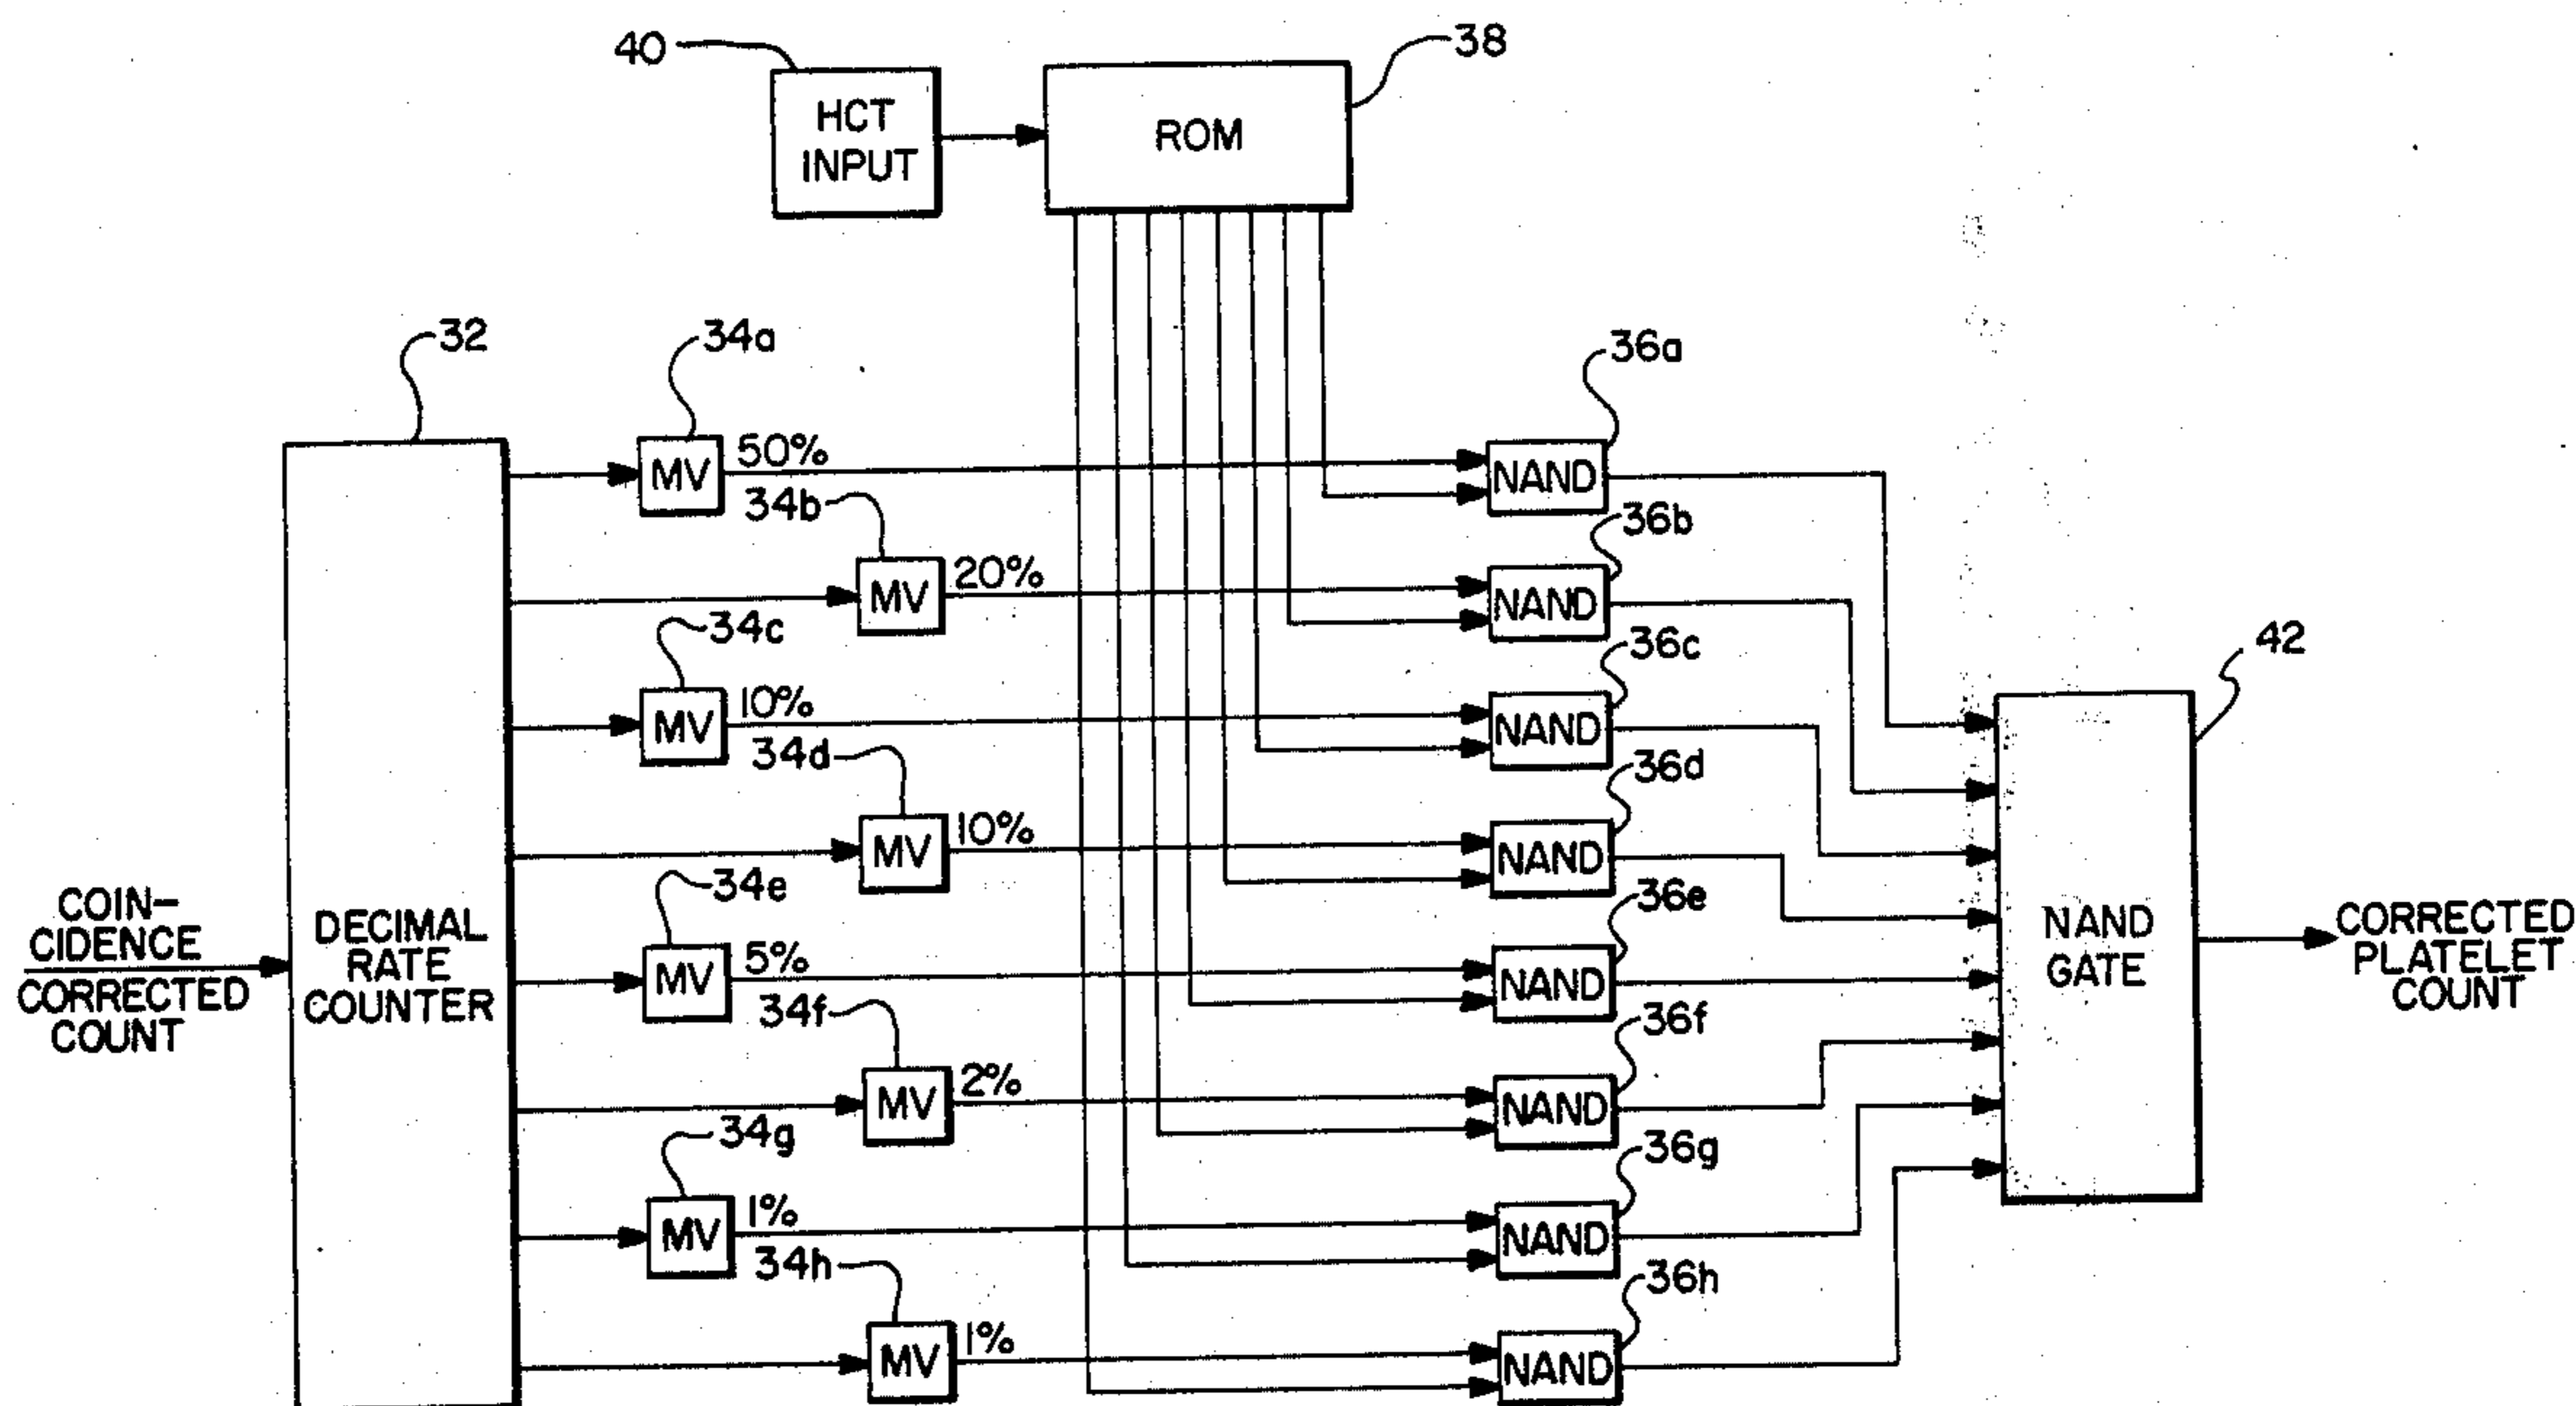 40
38
HCT
INPUT
ROM
32
34a
36a
50%
MV
NAND
34b
36b
20%
MV
NAND
34c
36c
42
10%
MV
NAND
34d
36d
10%
MV
NAND
34e
36e
COIN-
CIDENCE
CORRECTED
COUNT
DECIMAL
RATE
COUNTER
5%
MV
NAND
NAND
GATE
CORRECTED
PLATELET
COUNT
34f
36f
2%
MV
NAND
34g
36g
1%
MV
NAND
34h
36h
1%
MV
NAND